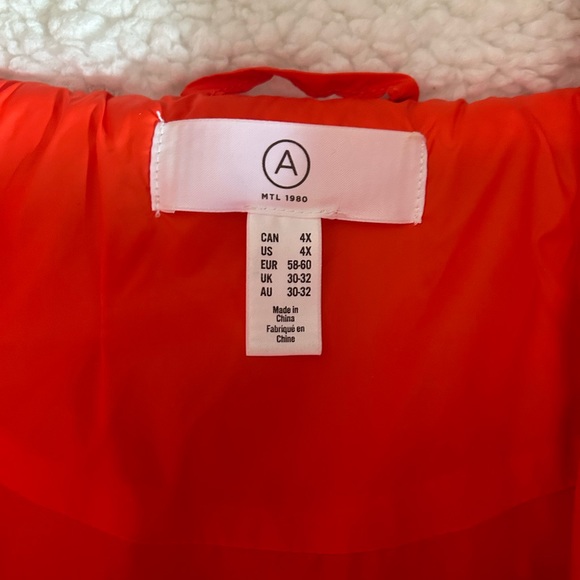 A
MTL 1980
CAN 4X
US 4X
EUR 58-60
UK 30-32
AU 30-32
Made in
China
Fabriqué en
Chine